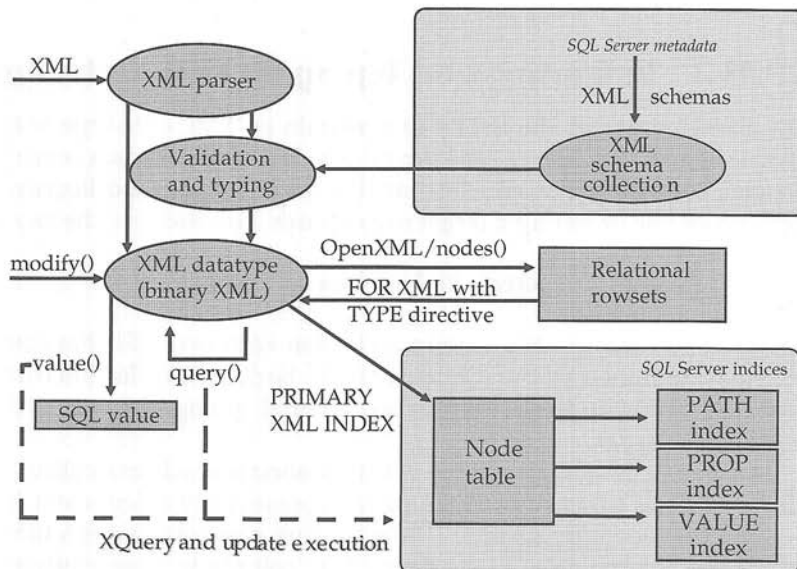 SQL Server metadata
XML
XML parser
XML schemas
XML
schema
collection
Validation
and typing
OpenXML/nodes()
modify()
XML datatype
(binary XML)
Relational
rowsets
FOR XML with
TYPE directive
value()
query()
SQL Server indices
SQL value
PRIMARY
XML INDEX
PATH
index
Node
table
PROP
index
VALUE
index
XQuery and update execution